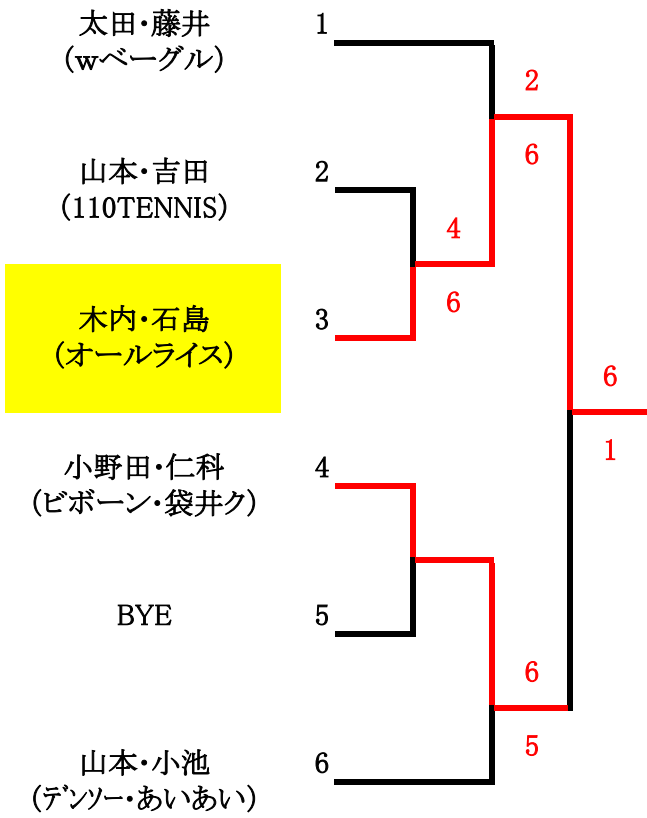 太田・藤井
(wベーグル)
1
2
6
山本・吉田
(110TENNIS)
2
4
6
木内・石島
(オールライス)
3
6
1
小野田・仁科
(ビボーン・袋井ク)
4
BYE
5
6
5
山本・小池
(デンソー・あいあい)
6